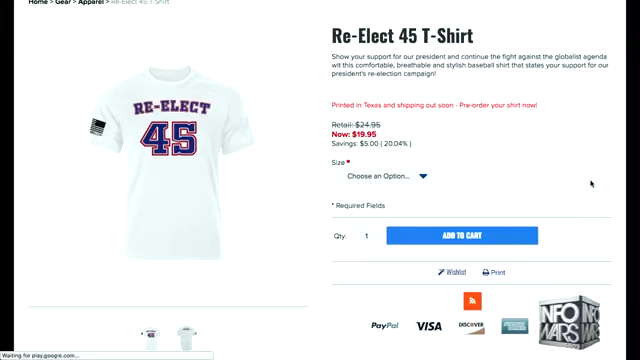 Home > Gear > Apparel > Re-Elect 45 T-Shirt
Re-Elect 45 T-Shirt
Show your support for our president and continue the fight against the globalist agenda
wit this comfortable, breathable and stylish baseball shirt that states your support for our
president's re-election campaign!
Printed in Texas and shipping out soon - Pre-order your shirt now!
Retail: $24.95
Now: $19.95
Savings: $5.00 ( 20.04% )
Size *
Choose an Option...
* Required Fields
Qty: 1 ADD TO CART
Wishlist Print
PayPal VISA DISCOVER
INFO
WARS
RE-ELECT
45
Waiting for play.google.com...